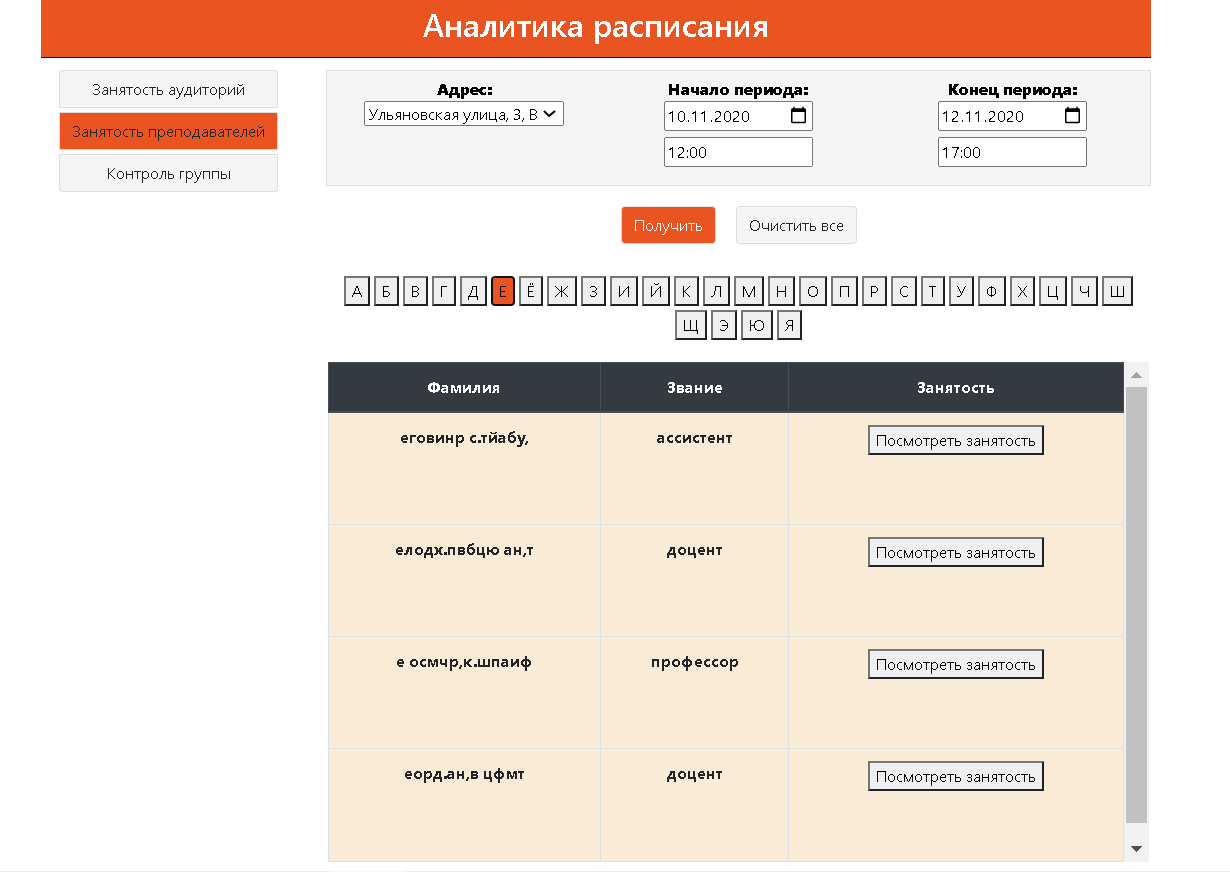 Аналитика расписания
Занятость аудиторий
Занятость преподавателей
Контроль группы
Адрес: Начало периода: Конец периода:
Ульяновская улица, 3, В 10.11.2020 12.11.2020
12:00 17:00
Получить Очистить все
А Б В Г Д Е Ё Ж З И Й К Л М Н О П Р С Т У Ф Х Ц Ч Ш
Щ Э Ю Я
Фамилия Звание Занятость
еговинр с.тйабу, ассистент Посмотреть занятость
елодх.пвбцю ан,т доцент Посмотреть занятость
е осмчр,к.шпаиф профессор Посмотреть занятость
еорд.ан,в цфмт доцент Посмотреть занятость